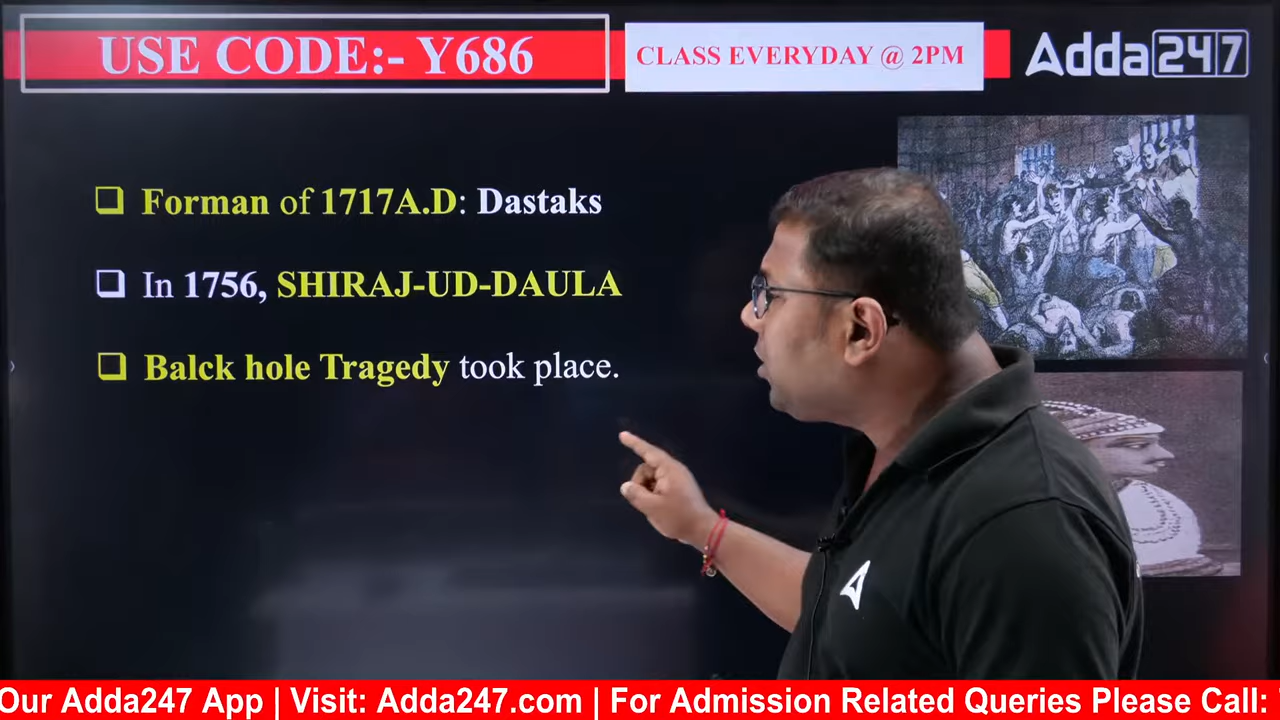 USE CODE:- Y686
CLASS EVERYDAY @ 2PM
Adda247
Forman of 1717A.D: Dastaks
In 1756, SHIRAJ-UD-DAULA
Balck hole Tragedy took place.
Our Adda247 App | Visit: Adda247.com | For Admission Related Queries Please Call: